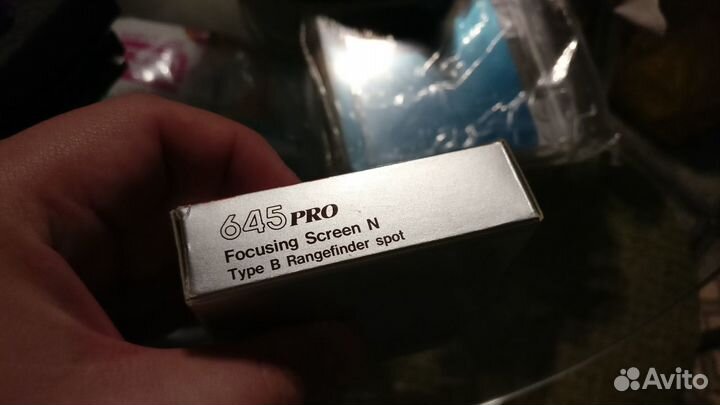 645 PRO
Focusing Screen N
Type B Rangefinder spot
Avito